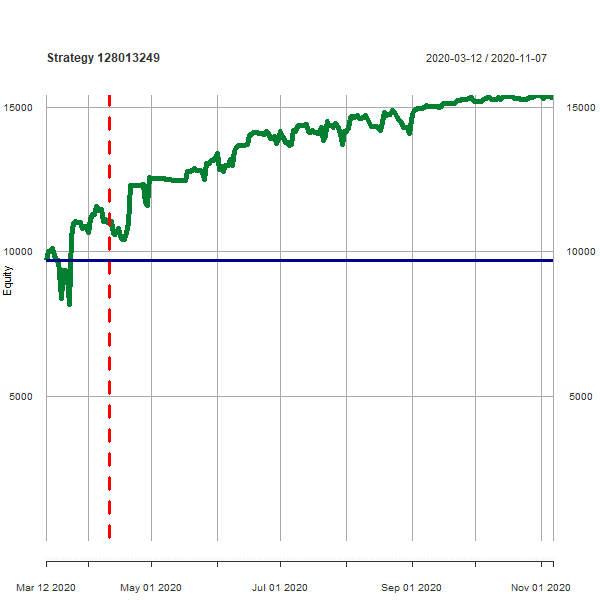 Strategy 128013249
2020-03-12 / 2020-11-07
15000
15000
10000
10000
Equity
5000
5000
Mar 12 2020
May 01 2020
Jul 01 2020
Sep 01 2020
Nov 01 2020